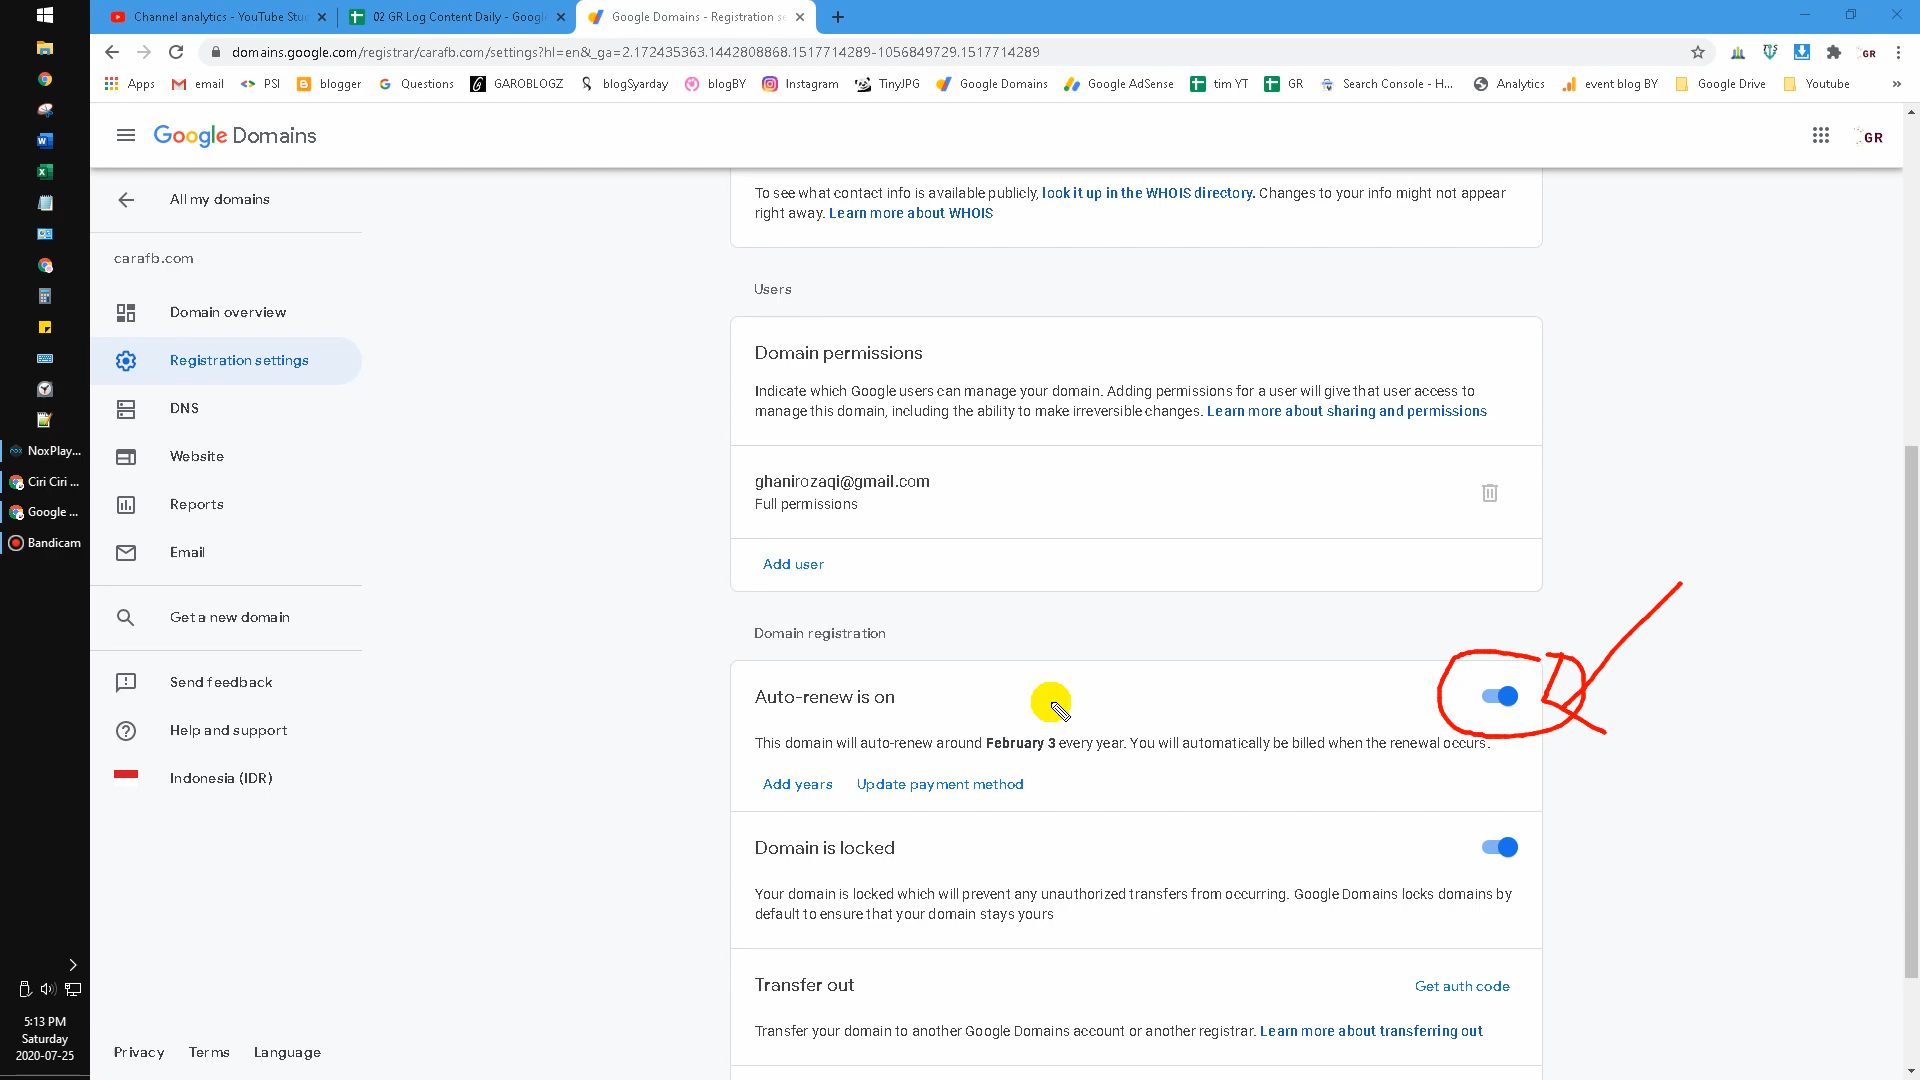 Channel analytics - YouTube Stu
02 GR Log Content Daily - Googl
Google Domains - Registration se
domains.google.com/registrar/carafb.com/settings?hl=en&_ga=2.172435363.1442808868.1517714289-1056849729.1517714289
GR
Apps
email
PSI
blogger
Questions
GAROBLOGZ
blogSyarday
blogBY
Instagram
TinyJPG
Google Domains
Google AdSense
tim YT
GR
Search Console - H...
Analytics
event blog BY
Google Drive
Youtube
Google Domains
GR
All my domains
carafb.com
Domain overview
Registration settings
DNS
Website
Reports
Email
Get a new domain
Send feedback
Help and support
Indonesia (IDR)
Privacy Terms Language
To see what contact info is available publicly, look it up in the WHOIS directory. Changes to your info might not appear
right away. Learn more about WHOIS
Users
Domain permissions
Indicate which Google users can manage your domain. Adding permissions for a user will give that user access to
manage this domain, including the ability to make irreversible changes. Learn more about sharing and permissions
ghanirozaqi@gmail.com
Full permissions
Add user
Domain registration
Auto-renew is on
This domain will auto-renew around February 3 every year. You will automatically be billed when the renewal occurs.
Add years Update payment method
Domain is locked
Your domain is locked which will prevent any unauthorized transfers from occurring. Google Domains locks domains by
default to ensure that your domain stays yours
Transfer out
Get auth code
Transfer your domain to another Google Domains account or another registrar. Learn more about transferring out
NoxPlay...
Ciri Ciri ...
Google ...
Bandicam
5:13 PM
Saturday
2020-07-25